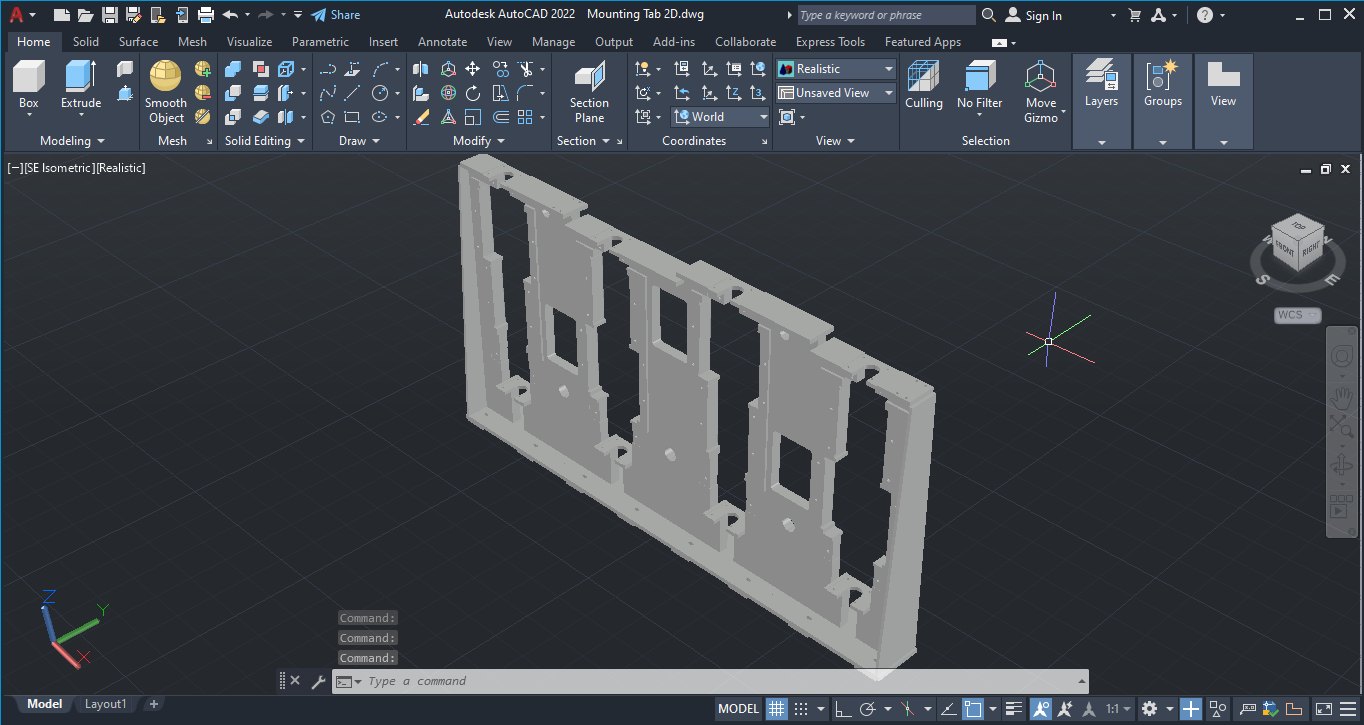 A Share Autodesk AutoCAD 2022 Mounting Tab 2D.dwg Type a keyword or phrase Sign In
Home Solid Surface Mesh Visualize Parametric Insert Annotate View Manage Output Add-ins Collaborate Express Tools Featured Apps
Realistic
Unsaved View
Box Extrude Smooth Object Section Plane Culling No Filter Move Gizmo Layers Groups View
World
Modeling Mesh Solid Editing Draw Modify Section Coordinates View Selection
[−][SE Isometric][Realistic]
TOP
FRONT RIGHT
S E
WCS
Z
Y
X
Command:
Command:
Command:
Type a command
Model Layout1 + MODEL 1:1